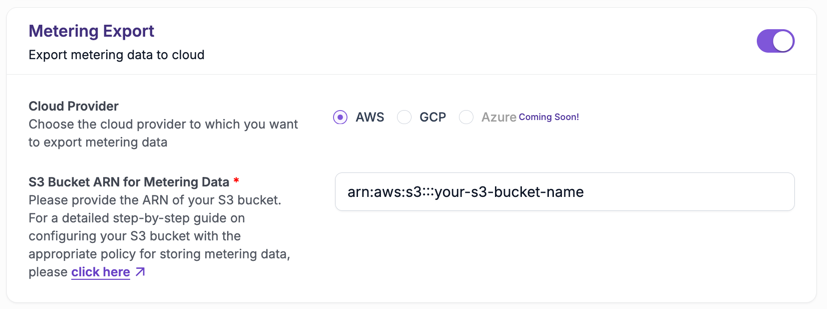 Metering Export
Export metering data to cloud
Cloud Provider
Choose the cloud provider to which you want
to export metering data
AWS GCP Azure Coming Soon!
S3 Bucket ARN for Metering Data *
Please provide the ARN of your S3 bucket.
For a detailed step-by-step guide on
configuring your S3 bucket with the
appropriate policy for storing metering data,
please click here
arn:aws:s3:::your-s3-bucket-name